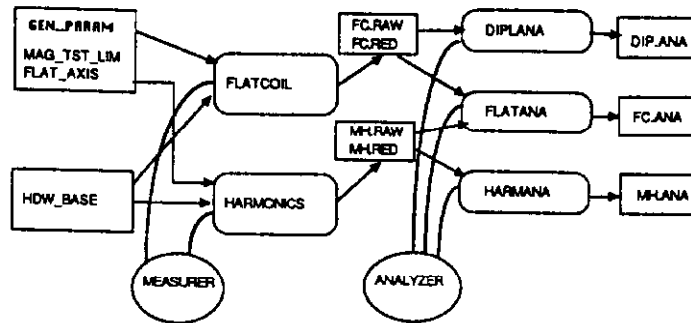 GEN_PARAM
MAG_TST_LIM
FLAT_AXIS
HDW_BASE
FLATCOIL
HARMONICS
MEASURER
FC.RAW
FC.RED
MH.RAW
MH.RED
ANALYZER
DIPLANA
FLATANA
HARMANA
DIP.ANA
FC.ANA
MH.ANA